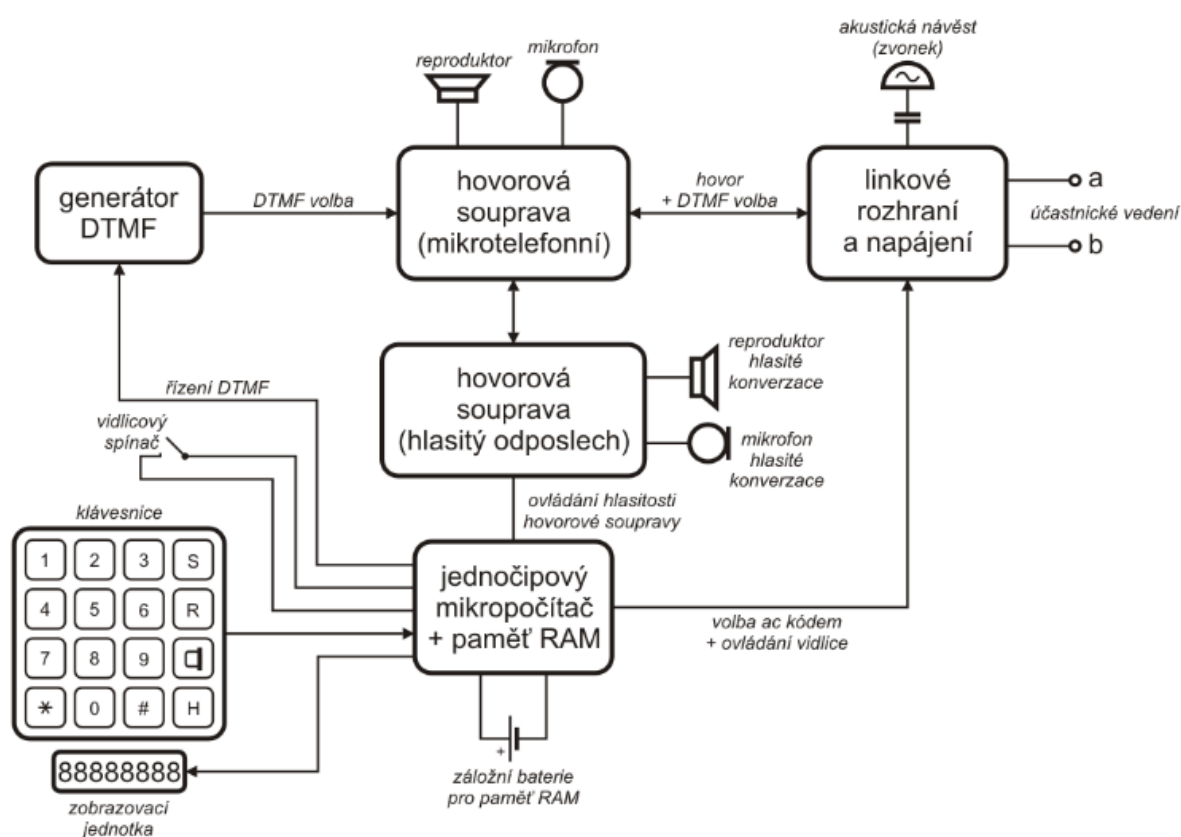 akustická návěst
(zvonek)
mikrofon
reproduktor
generátor
DTMF
DTMF volba
hovorová
souprava
(mikrotelefonní)
hovor
+ DTMF volba
linkové
rozhraní
a napájení
a
účastnické vedení
b
hovorová
souprava
(hlasitý odposlech)
reproduktor
hlasité
konverzace
mikrofon
hlasité
konverzace
řízení DTMF
vidlicový
spínač
ovládání hlasitosti
hovorové soupravy
klávesnice
1 2 3 S
4 5 6 R
7 8 9
* 0 # H
jednočipový
mikropočítač
+ paměť RAM
volba ac kódem
+ ovládání vidlice
+
záložní baterie
pro paměť RAM
88888888
zobrazovací
jednotka